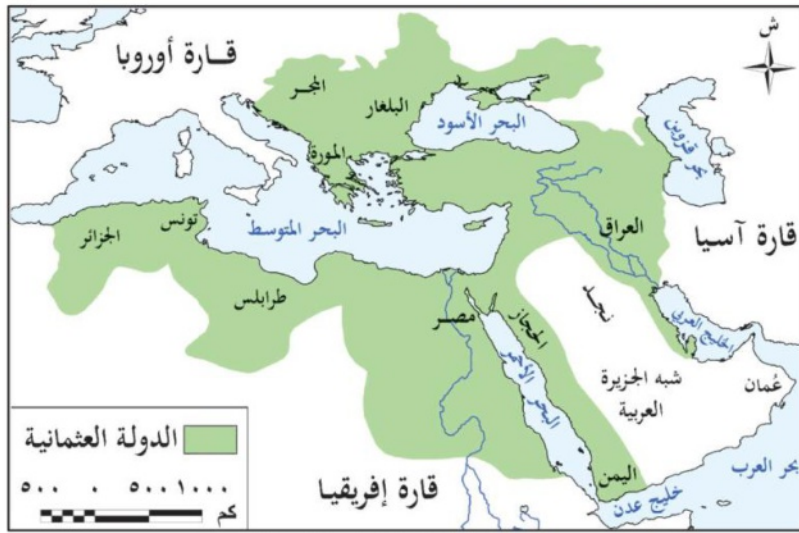 ش
قارة أوروبا
المجر
البلغار
البحر الأسود
بحر قزوين
المورة
تونس
الجزائر
البحر المتوسط
العراق
قارة آسيا
طرابلس
مصر
الحجاز
نجد
الخليج العربي
البحر الأحمر
شبه الجزيرة
العربية
عُمان
الدولة العثمانية
اليمن
بحر العرب
خليج عدن
قارة إفريقيا
٥٠٠ ٠ ٥٠٠ ١٠٠٠
كم